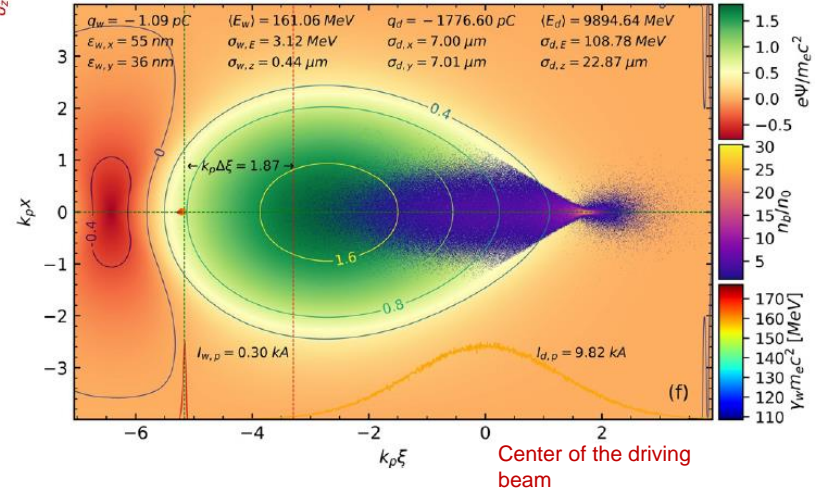 σz
q_w = −1.09 pC ⟨E_w⟩ = 161.06 MeV q_d = −1776.60 pC ⟨E_d⟩ = 9894.64 MeV
ε_w,x = 55 nm σ_w,E = 3.12 MeV σ_d,x = 7.00 μm σ_d,E = 108.78 MeV
ε_w,y = 36 nm σ_w,z = 0.44 μm σ_d,y = 7.01 μm σ_d,z = 22.87 μm
0.4
0
← k_pΔξ = 1.87 →
-0.4
1.6
0.8
I_w,p = 0.30 kA
I_d,p = 9.82 kA
(f)
4
3
2
1
0
−1
−2
−3
k_px
−6 −4 −2 0 2
k_pξ
Center of the driving
beam
1.5
1.0
0.5
0.0
−0.5
eΨ/m_ec²
30
25
20
15
10
5
n_b/n_0
170
160
150
140
130
120
110
γ_wm_ec² [MeV]